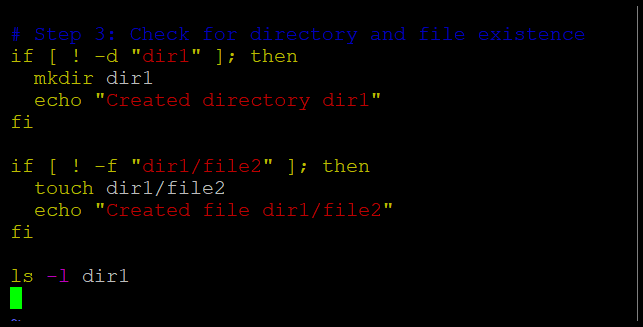 # Step 3: Check for directory and file existence
if [ ! -d "dir1" ]; then
  mkdir dir1
  echo "Created directory dir1"
fi

if [ ! -f "dir1/file2" ]; then
  touch dir1/file2
  echo "Created file dir1/file2"
fi

ls -l dir1